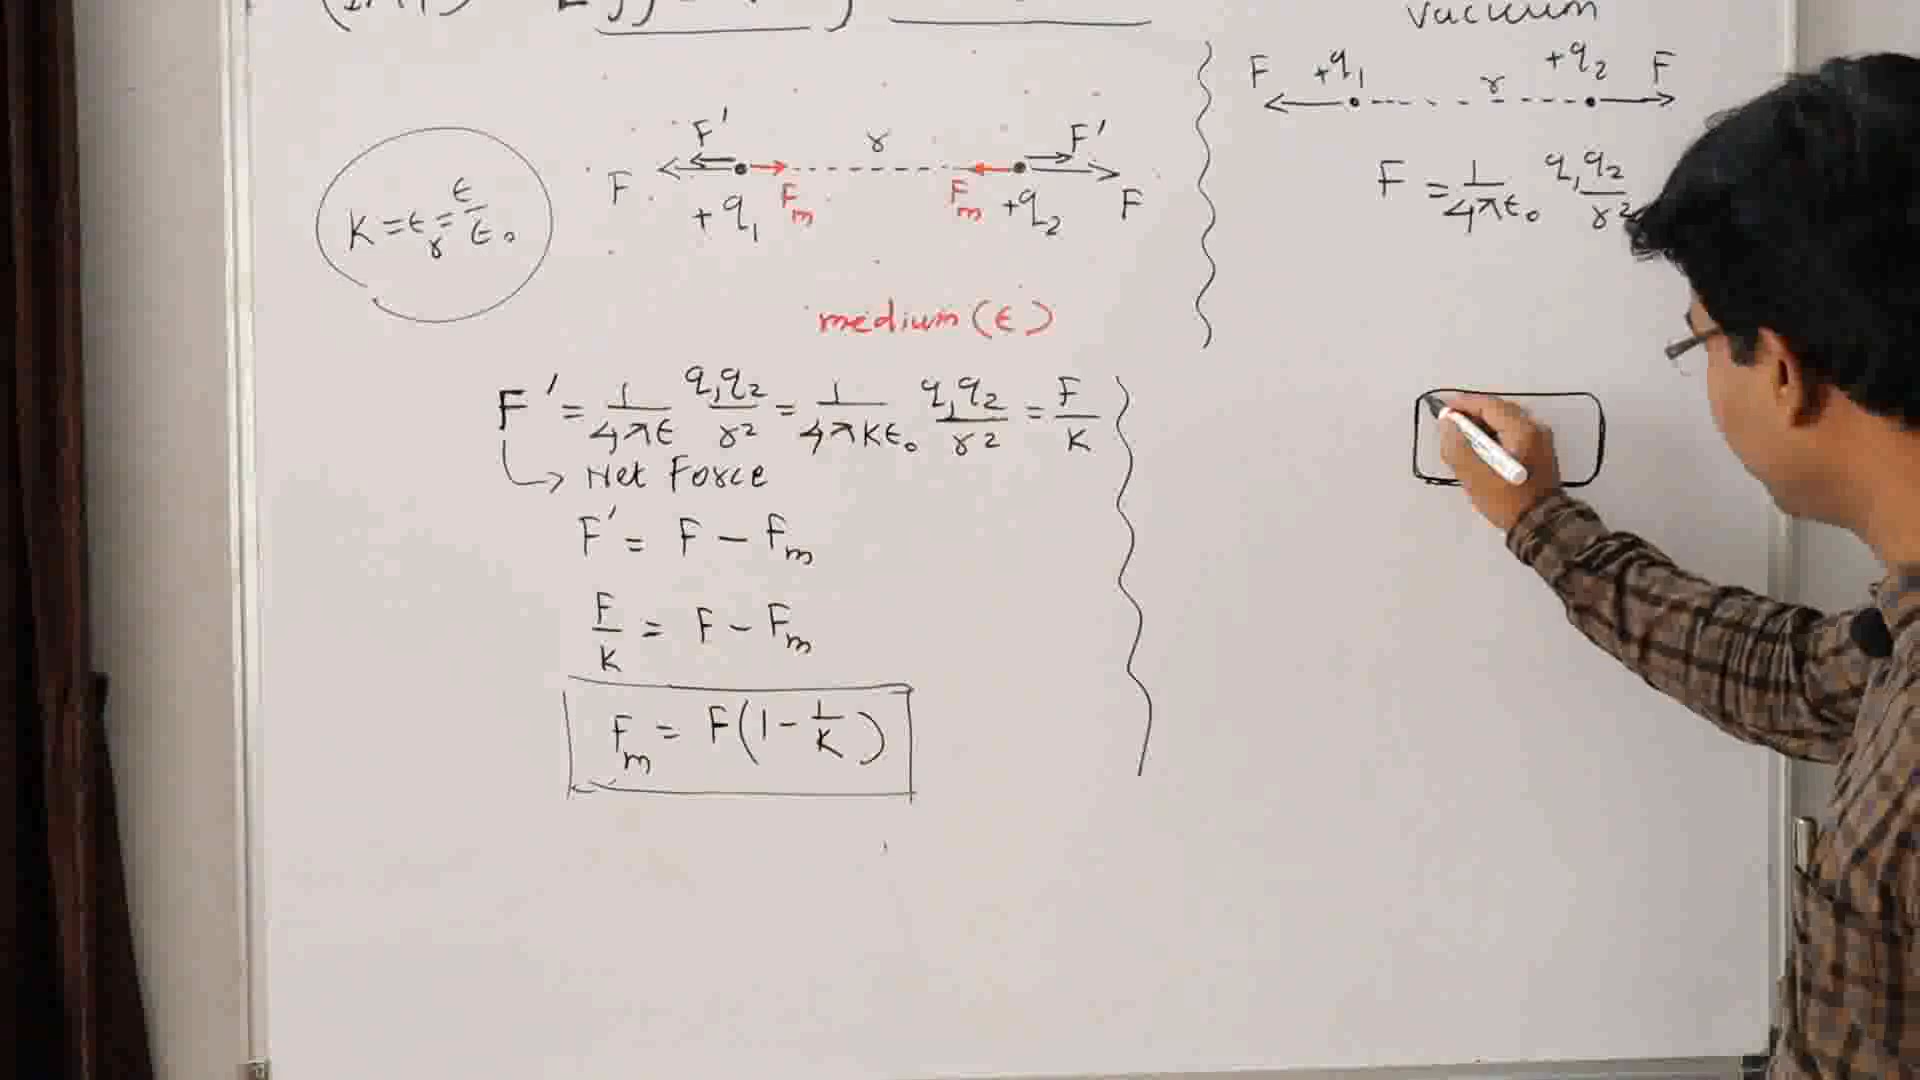 vacuum
F +q₁ r +q₂ F
F = 1/4πϵ₀ q₁q₂/r²
F' r F'
F +q₁ Fm Fm +q₂ F
K = ϵr = ϵ/ϵ₀
medium (ϵ)
F' = 1/4πϵ q₁q₂/r² = 1/4πKϵ₀ q₁q₂/r² = F/K
Net Force
F' = F - Fm
F/K = F - Fm
Fm = F(1 - 1/K)